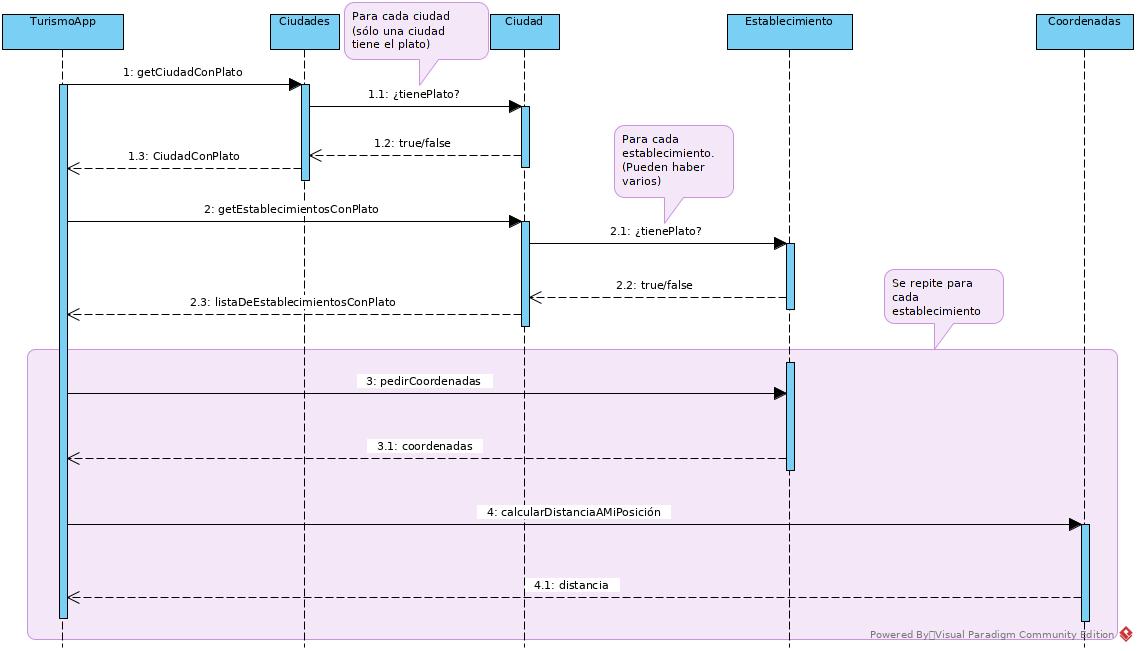 TurismoApp
Ciudades
Para cada ciudad
(sólo una ciudad
tiene el plato)
Ciudad
Establecimiento
Coordenadas
1: getCiudadConPlato
1.1: ¿tienePlato?
1.2: true/false
1.3: CiudadConPlato
Para cada
establecimiento.
(Pueden haber
varios)
2: getEstablecimientosConPlato
2.1: ¿tienePlato?
2.2: true/false
2.3: listaDeEstablecimientosConPlato
Se repite para
cada
establecimiento
3: pedirCoordenadas
3.1: coordenadas
4: calcularDistanciaAMiPosición
4.1: distancia
Powered By Visual Paradigm Community Edition